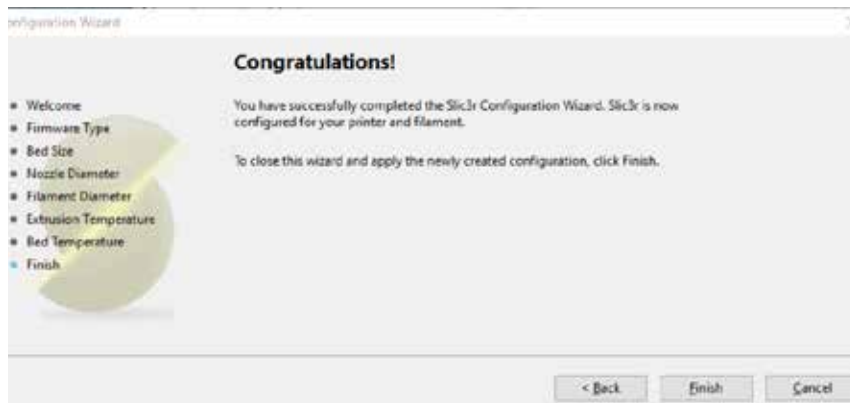 Configuration Wizard
Congratulations!
Welcome
Firmware Type
Bed Size
Nozzle Diameter
Filament Diameter
Extrusion Temperature
Bed Temperature
Finish
You have successfully completed the Slic3r Configuration Wizard. Slic3r is now
configured for your printer and filament.
To close this wizard and apply the newly created configuration, click Finish.
< Back
Finish
Cancel